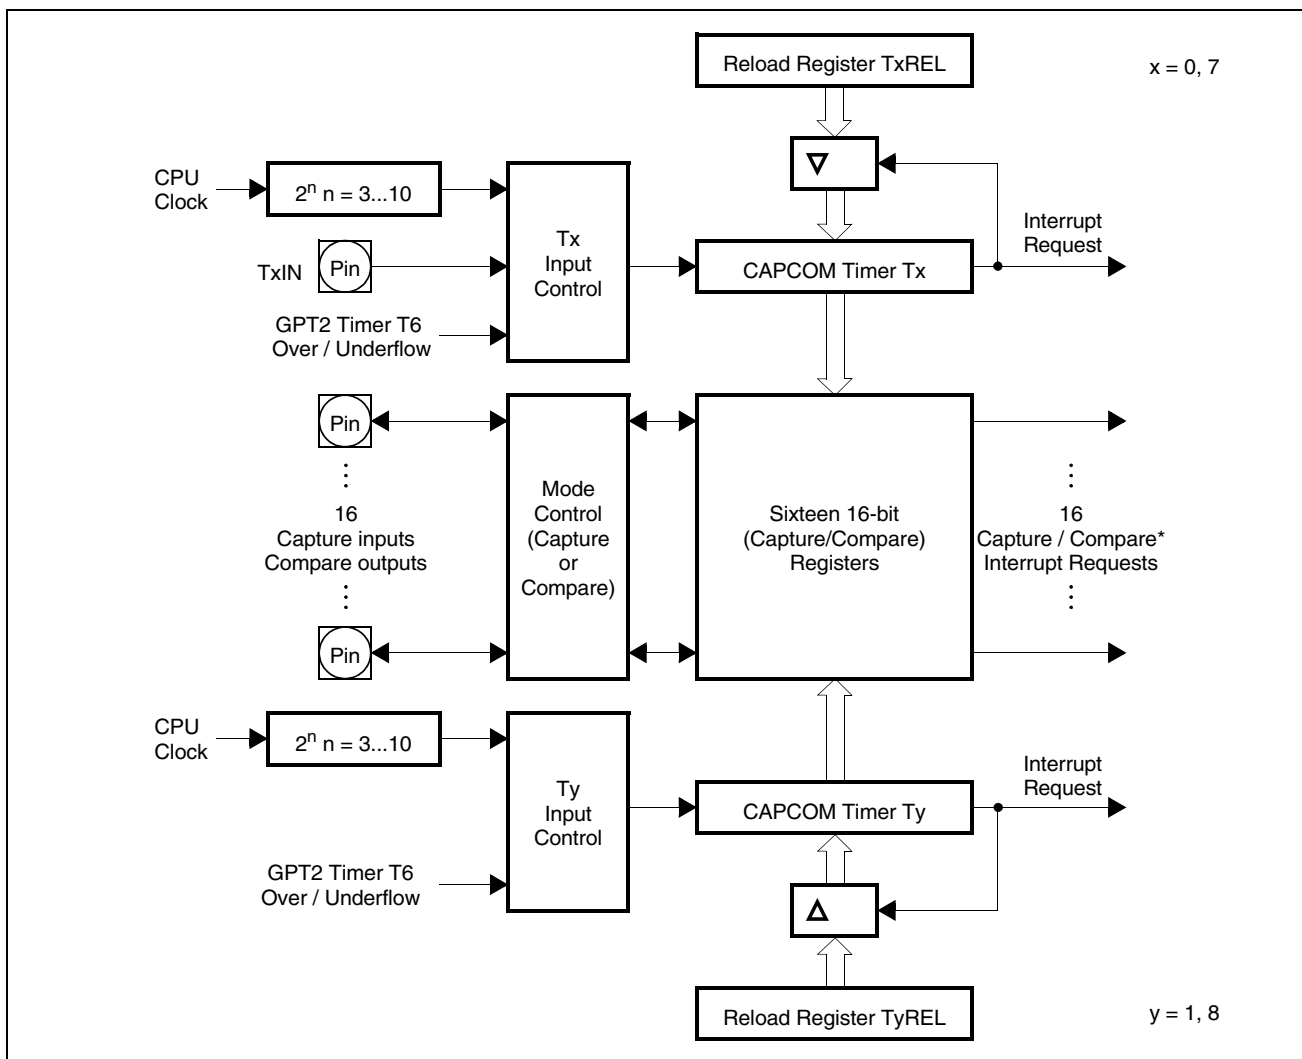 Reload Register TxREL
x = 0, 7
CPU
Clock
2ⁿ n = 3...10
Tx
Input
Control
Interrupt
Request
TxIN
Pin
CAPCOM Timer Tx
GPT2 Timer T6
Over / Underflow
Pin
16
Capture inputs
Compare outputs
Pin
Mode
Control
(Capture
or
Compare)
Sixteen 16-bit
(Capture/Compare)
Registers
16
Capture / Compare*
Interrupt Requests
CPU
Clock
2ⁿ n = 3...10
Ty
Input
Control
Interrupt
Request
CAPCOM Timer Ty
GPT2 Timer T6
Over / Underflow
Reload Register TyREL
y = 1, 8